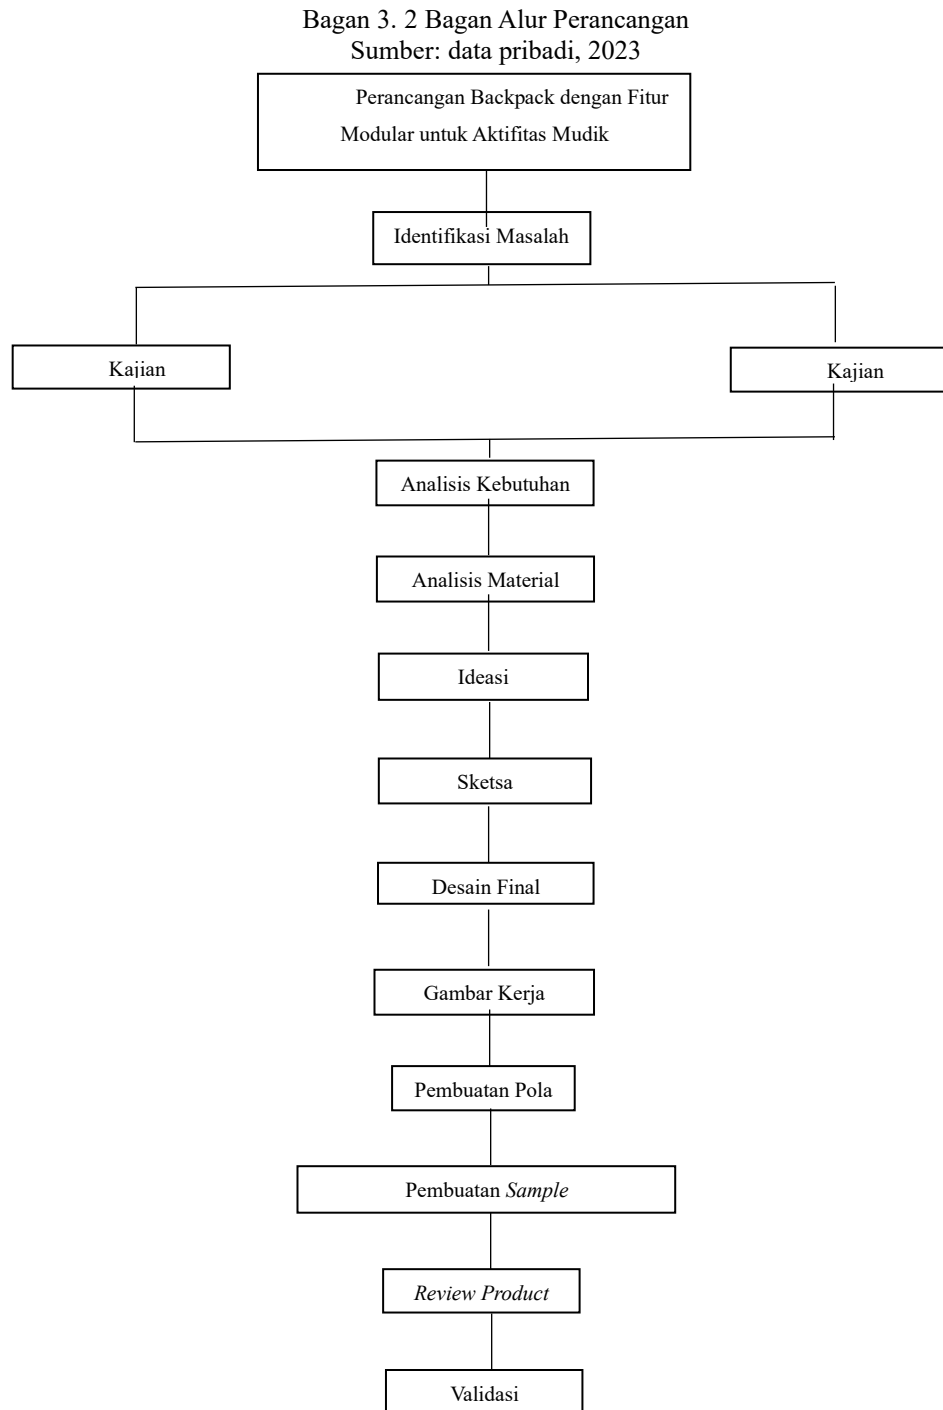 Bagan 3. 2 Bagan Alur Perancangan
Sumber: data pribadi, 2023
Perancangan Backpack dengan Fitur
Modular untuk Aktifitas Mudik
Identifikasi Masalah
Kajian
Kajian
Analisis Kebutuhan
Analisis Material
Ideasi
Sketsa
Desain Final
Gambar Kerja
Pembuatan Pola
Pembuatan Sample
Review Product
Validasi